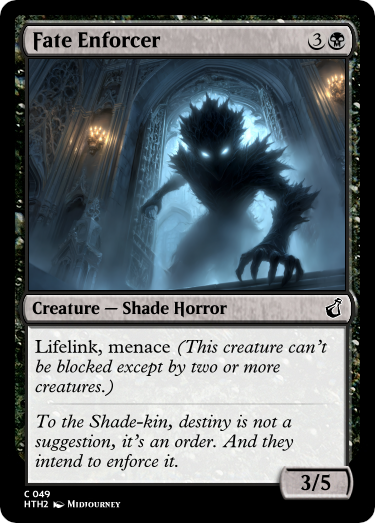 Fate Enforcer 3
Creature — Shade Horror
Lifelink, menace (This creature can't
be blocked except by two or more
creatures.)
To the Shade-kin, destiny is not a
suggestion, it's an order. And they
intend to enforce it.
3/5
C 049
HTH2 Midjourney